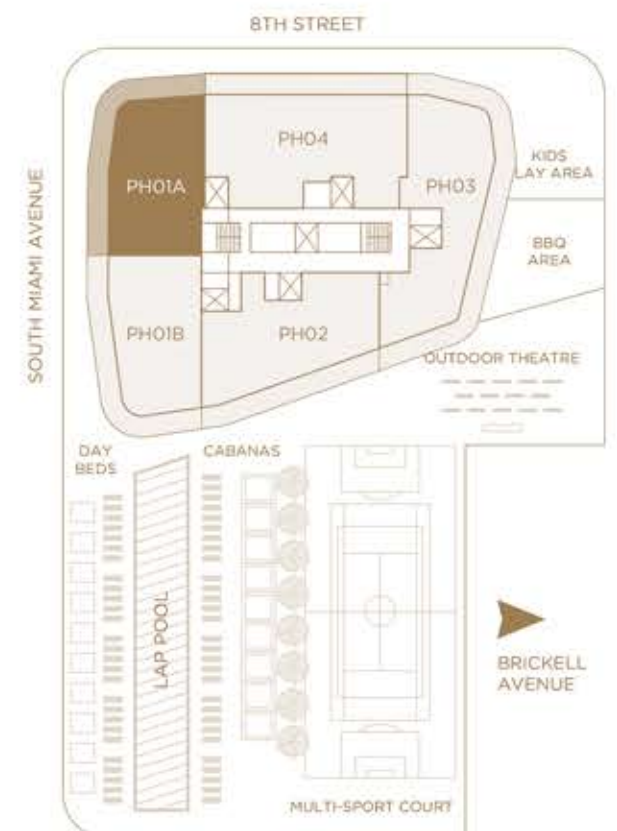 8TH STREET
SOUTH MIAMI AVENUE
PH04
PH01A
PH03
KIDS
LAY AREA
BBQ
AREA
PH01B
PH02
OUTDOOR THEATRE
DAY
BEDS
CABANAS
LAP POOL
BRICKELL
AVENUE
MULTI-SPORT COURT